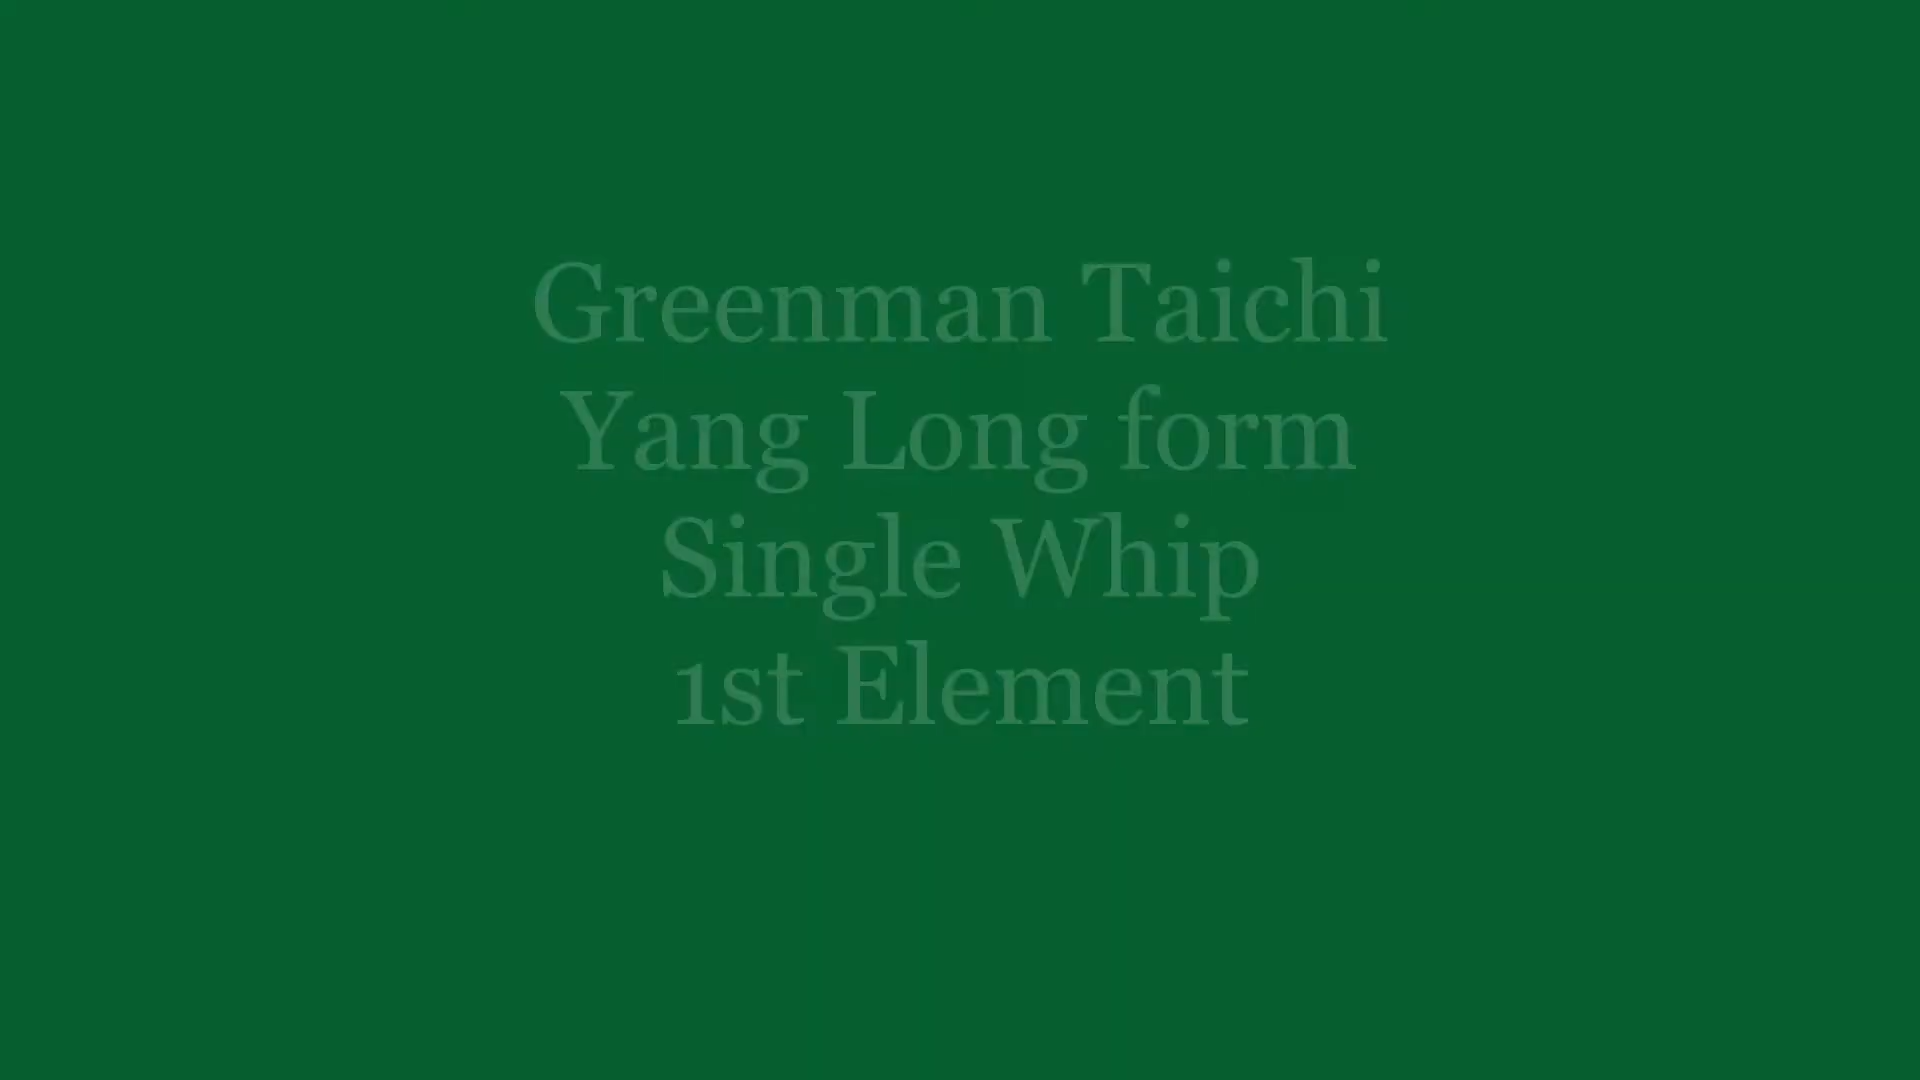 Greenman Taichi
Yang Long form
Single Whip
1st Element